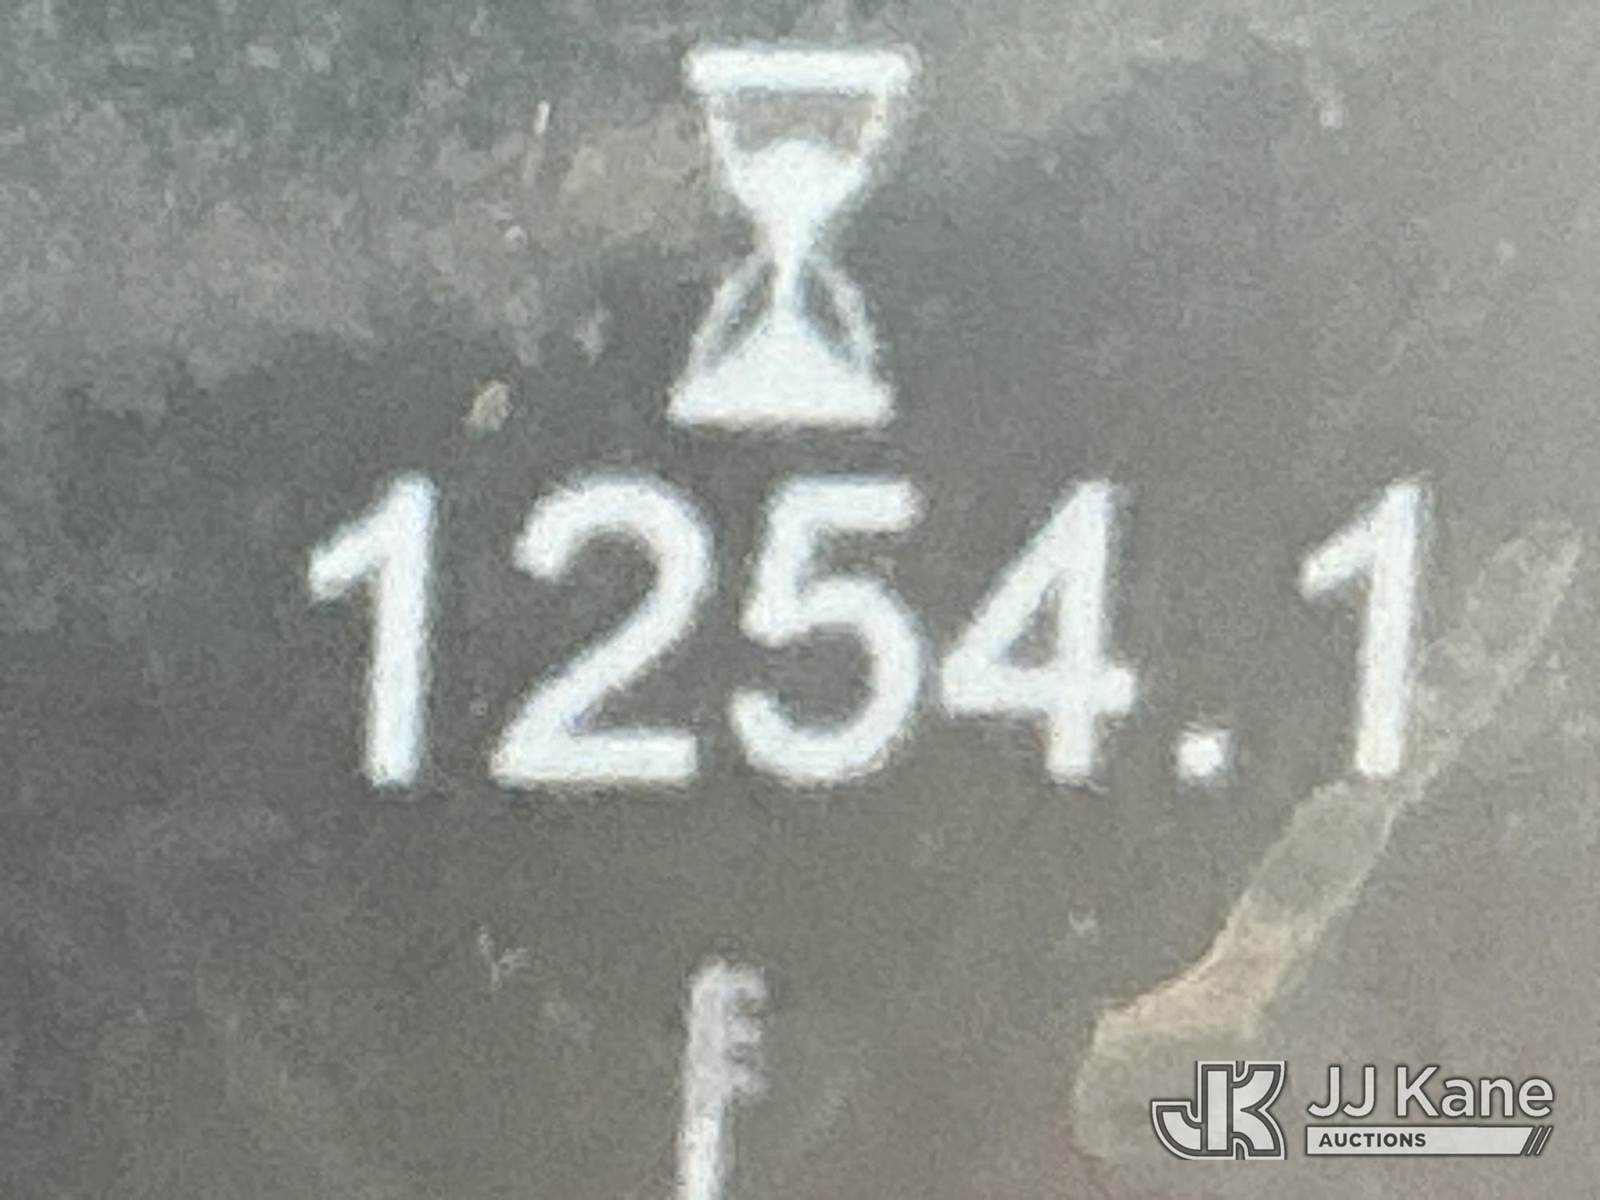 1254.1
JJ Kane
AUCTIONS